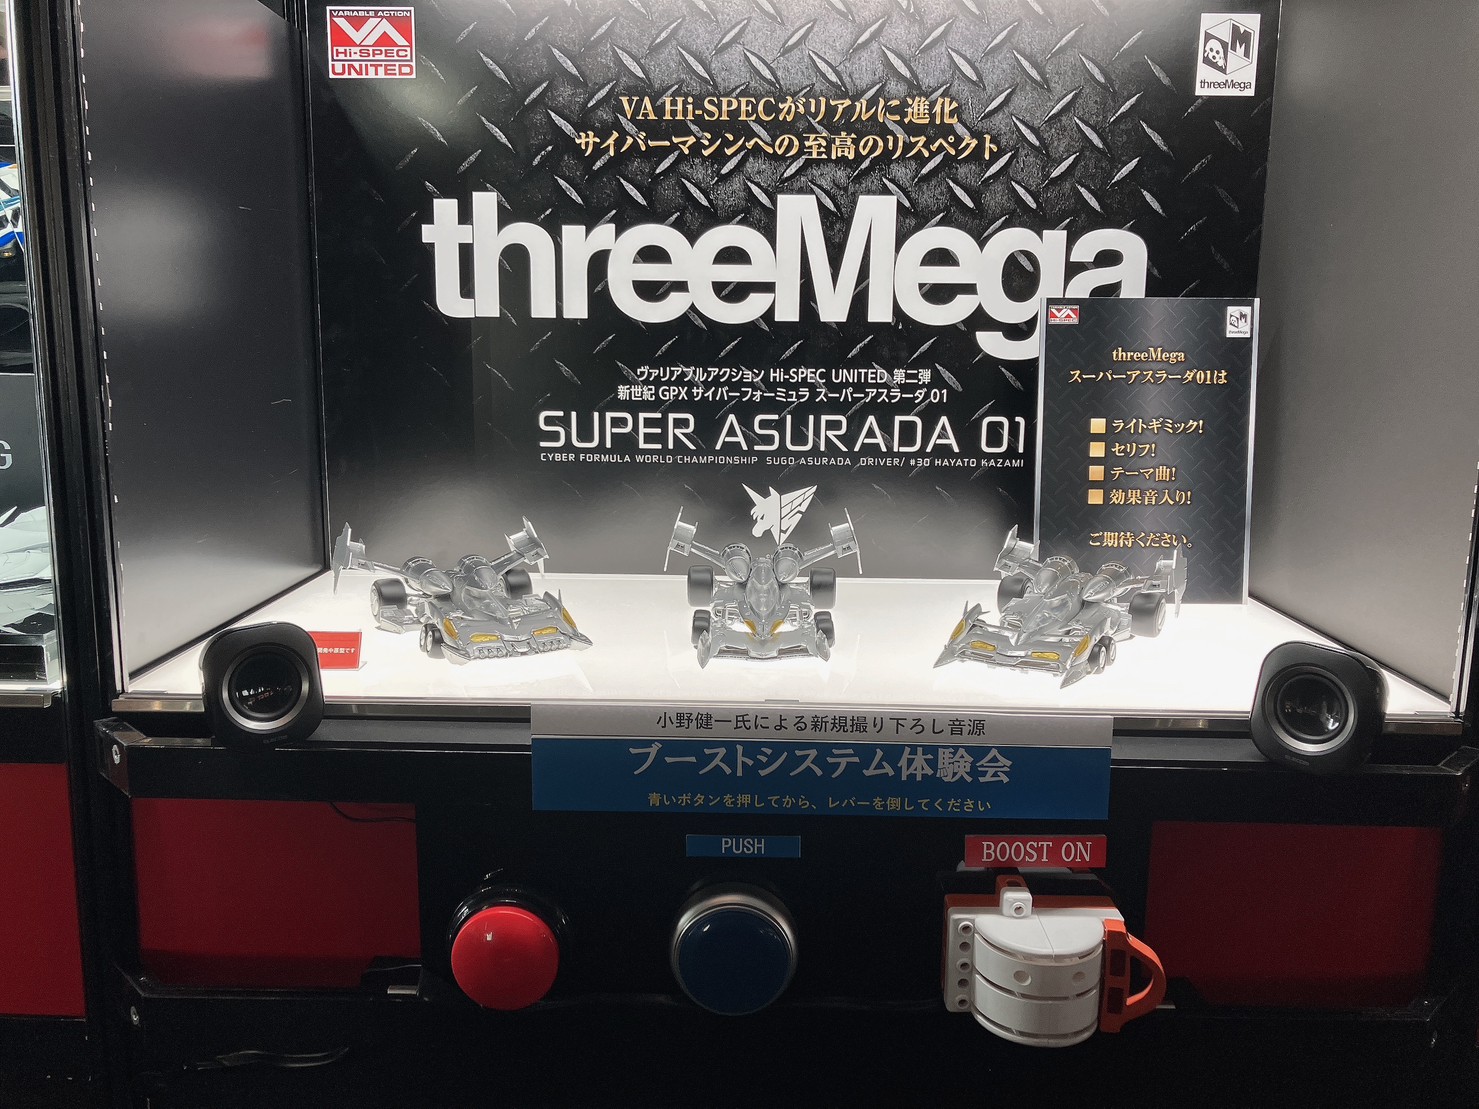 VARIABLE ACTION
VA
Hi-SPEC
UNITED
M
threeMega
VA Hi-SPECがリアルに進化
サイバーマシンへの至高のリスペクト
threeMega
ヴァリアブルアクション Hi-SPEC UNITED 第二弾
新世紀 GPX サイバーフォーミュラ スーパーアスラーダ 01
SUPER ASURADA 01
CYBER FORMULA WORLD CHAMPIONSHIP SUGO ASURADA DRIVER/ #30 HAYATO KAZAMI
VA
Hi-SPEC
threeMega
threeMega
スーパーアスラーダ01は
ライトギミック!
セリフ!
テーマ曲!
効果音入り!
ご期待ください。
開発中原型です
小野健一氏による新規撮り下ろし音源
ブーストシステム体験会
青いボタンを押してから、レバーを倒してください
PUSH
BOOST ON